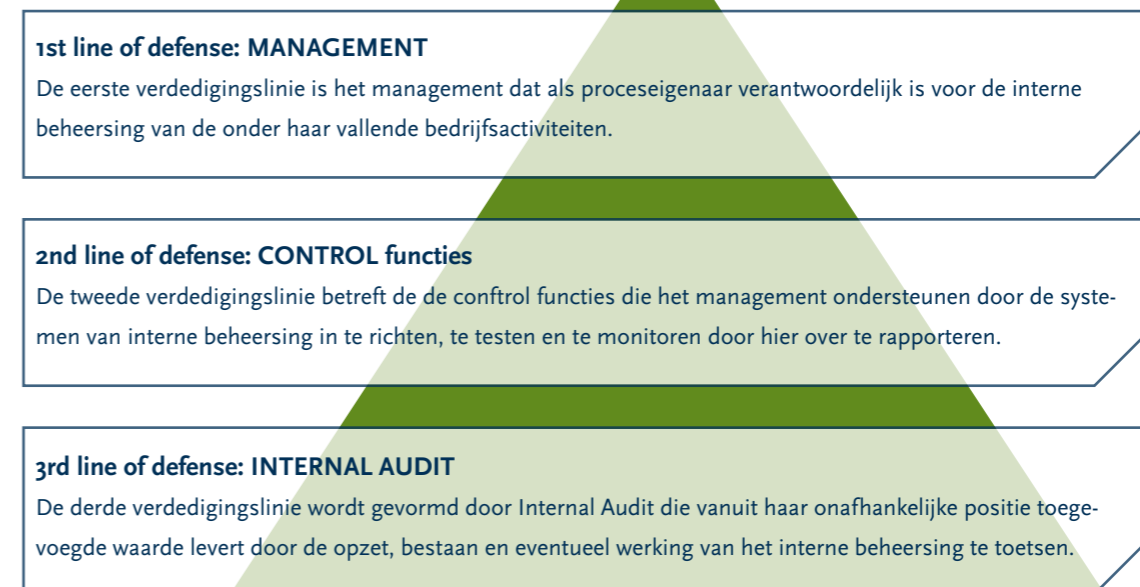 1st line of defense: MANAGEMENT
De eerste verdedigingslinie is het management dat als proceseigenaar verantwoordelijk is voor de interne
beheersing van de onder haar vallende bedrijfsactiviteiten.
2nd line of defense: CONTROL functies
De tweede verdedigingslinie betreft de de conftrol functies die het management ondersteunen door de syste-
men van interne beheersing in te richten, te testen en te monitoren door hier over te rapporteren.
3rd line of defense: INTERNAL AUDIT
De derde verdedigingslinie wordt gevormd door Internal Audit die vanuit haar onafhankelijke positie toege-
voegde waarde levert door de opzet, bestaan en eventueel werking van het interne beheersing te toetsen.